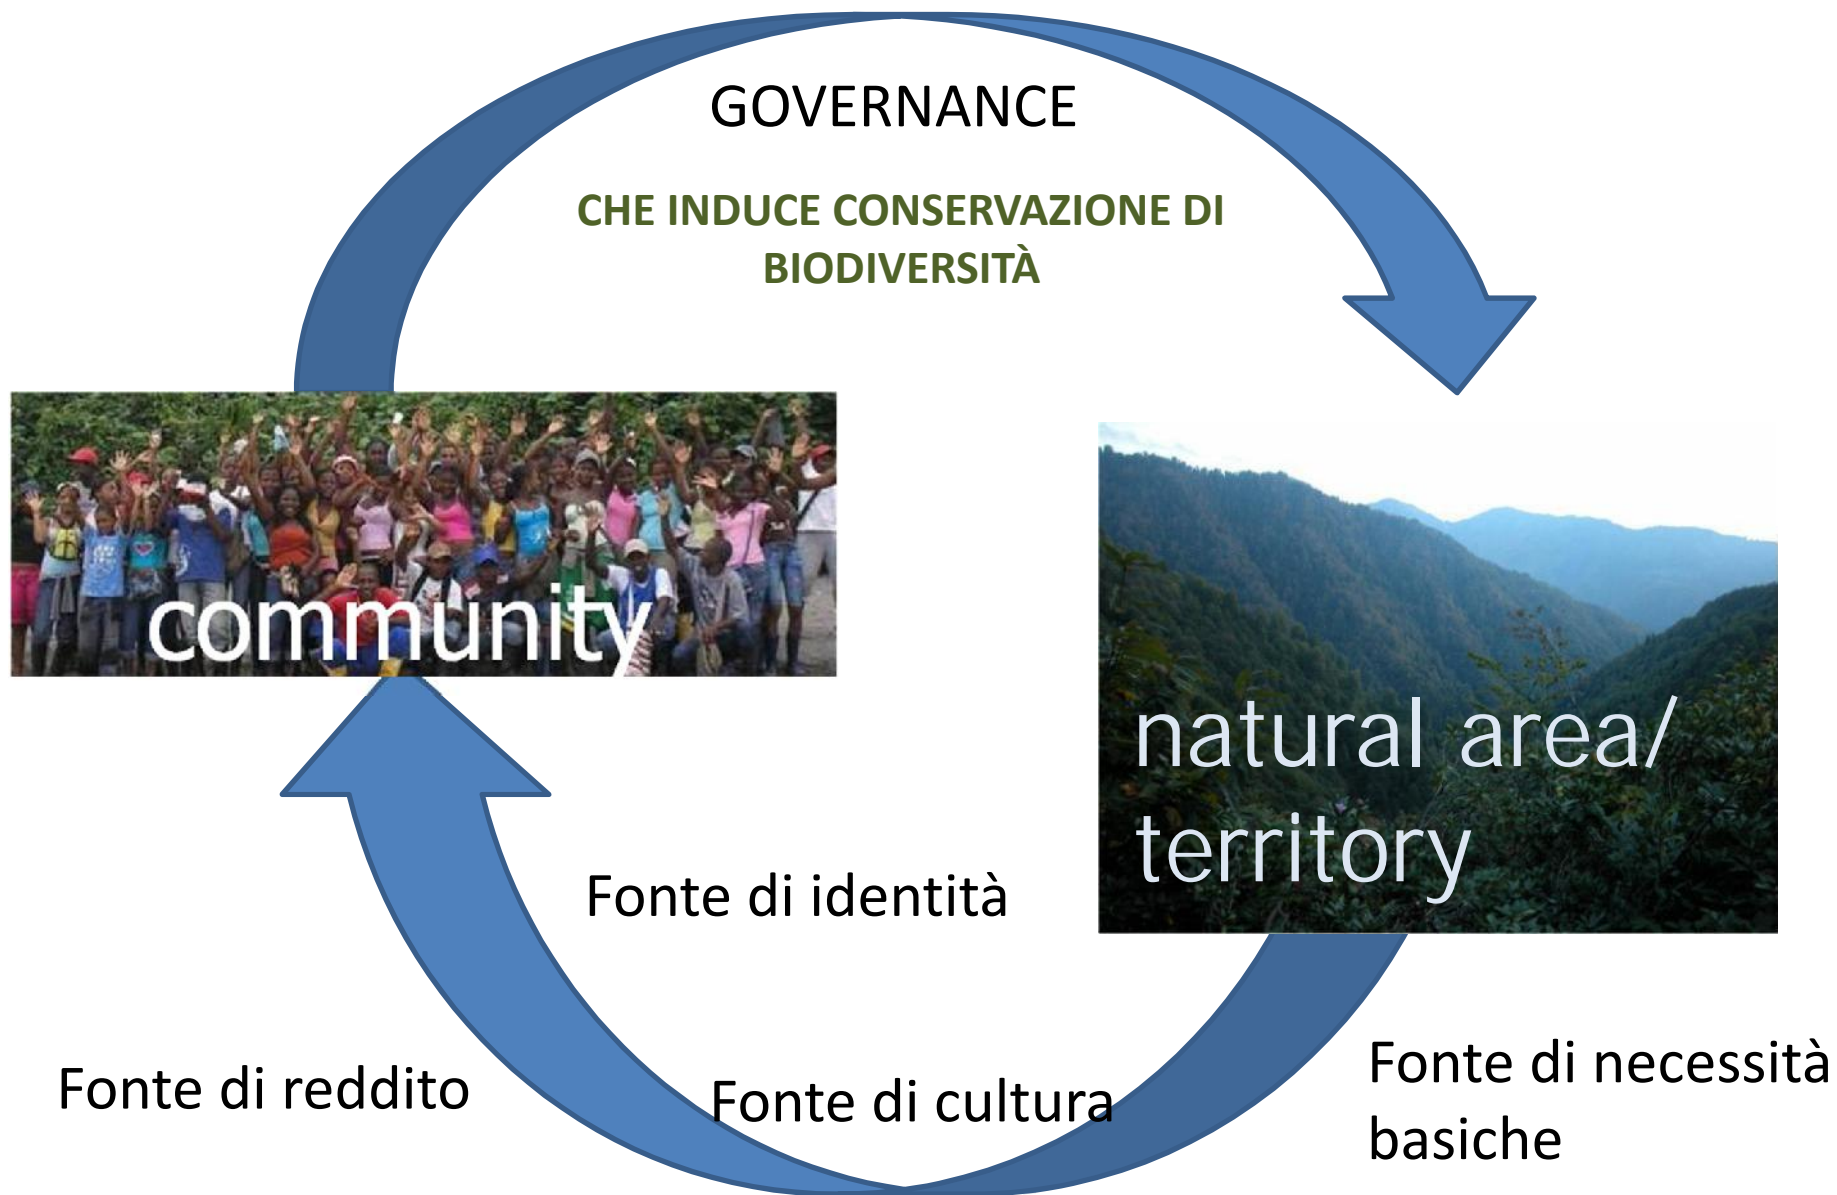 GOVERNANCE
CHE INDUCE CONSERVAZIONE DI
BIODIVERSITÀ
community
natural area/
territory
Fonte di identità
Fonte di reddito
Fonte di cultura
Fonte di necessità
basiche